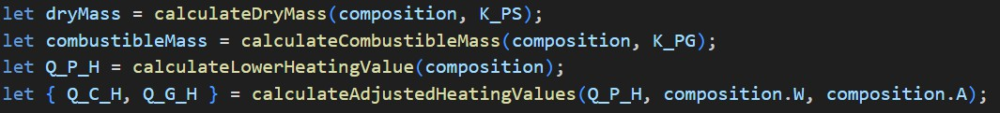 let dryMass = calculateDryMass(composition, K_PS);
let combustibleMass = calculateCombustibleMass(composition, K_PG);
let Q_P_H = calculateLowerHeatingValue(composition);
let { Q_C_H, Q_G_H } = calculateAdjustedHeatingValues(Q_P_H, composition.W, composition.A);